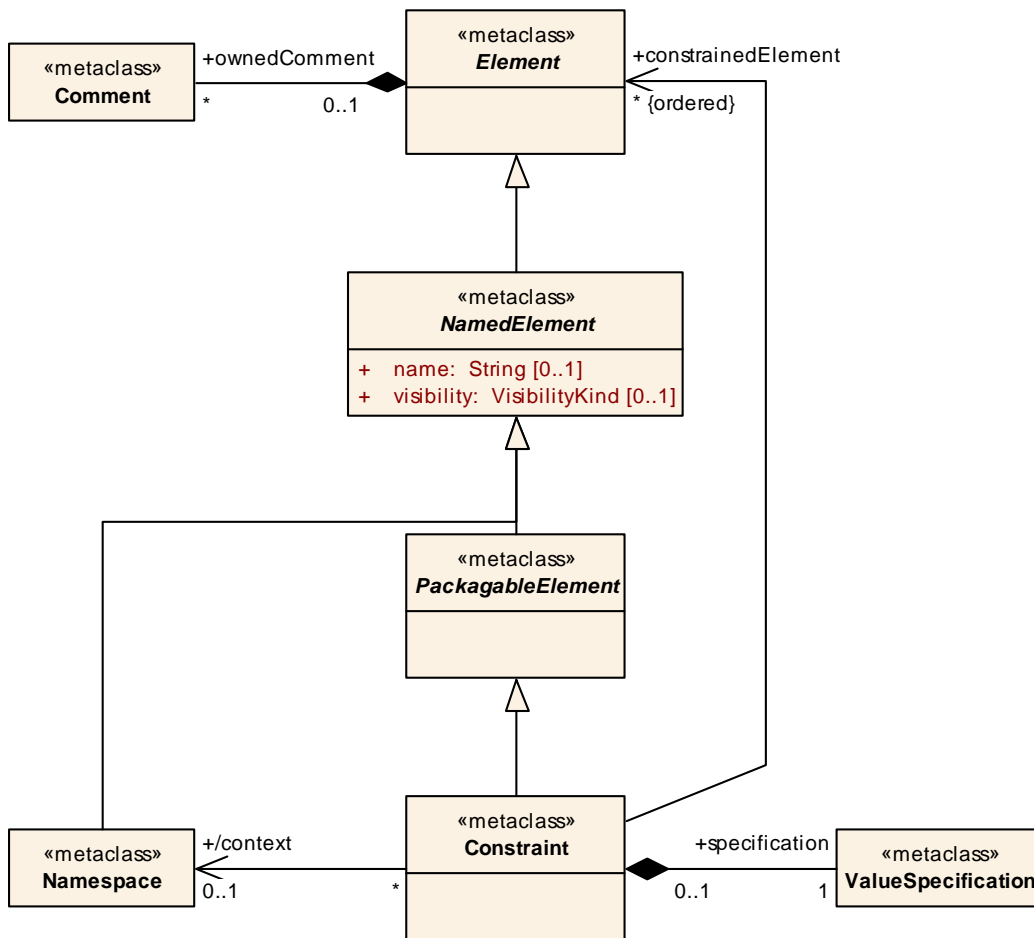 «metaclass»
Comment
+ownedComment
*
0..1
«metaclass»
Element
+constrainedElement
* {ordered}
«metaclass»
NamedElement
+ name: String [0..1]
+ visibility: VisibilityKind [0..1]
«metaclass»
PackagableElement
«metaclass»
Namespace
+/context
0..1
*
«metaclass»
Constraint
+specification
0..1
1
«metaclass»
ValueSpecification